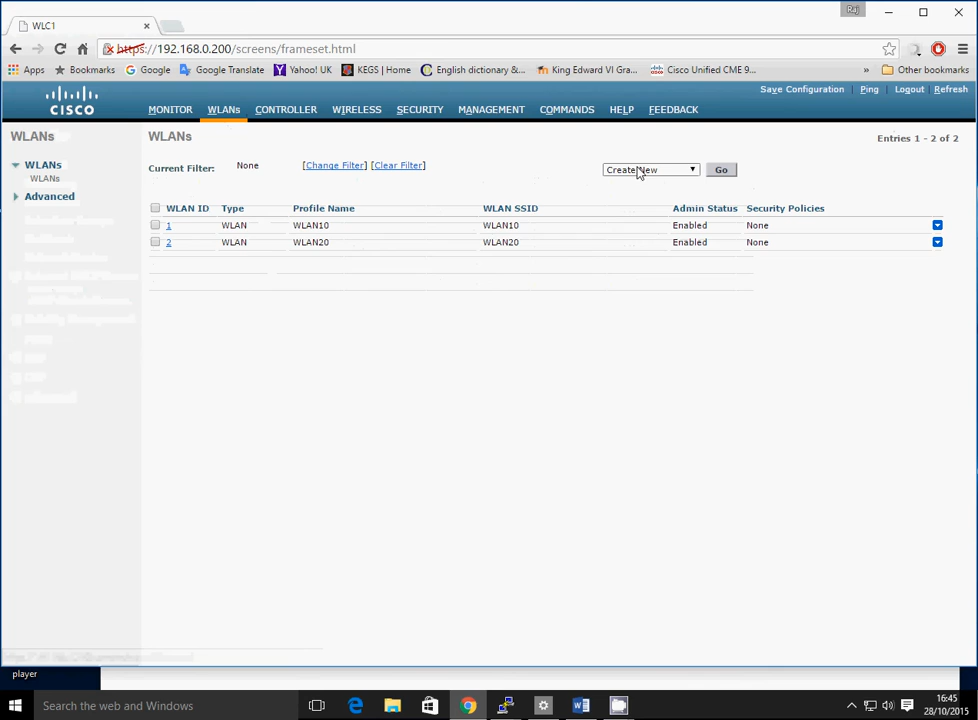 Raj
WLC1
https://192.168.0.200/screens/frameset.html
Apps Bookmarks Google Google Translate Yahoo! UK KEGS | Home English dictionary &... King Edward VI Gra... Cisco Unified CME 9... » Other bookmarks
Save Configuration Ping Logout Refresh
CISCO MONITOR WLANs CONTROLLER WIRELESS SECURITY MANAGEMENT COMMANDS HELP FEEDBACK
WLANs
WLANs
WLANs
Advanced
WLANs Entries 1 - 2 of 2
Current Filter: None [Change Filter] [Clear Filter] Create New Go
WLAN ID Type Profile Name WLAN SSID Admin Status Security Policies
1 WLAN WLAN10 WLAN10 Enabled None
2 WLAN WLAN20 WLAN20 Enabled None
player
Search the web and Windows
16:45
28/10/2015